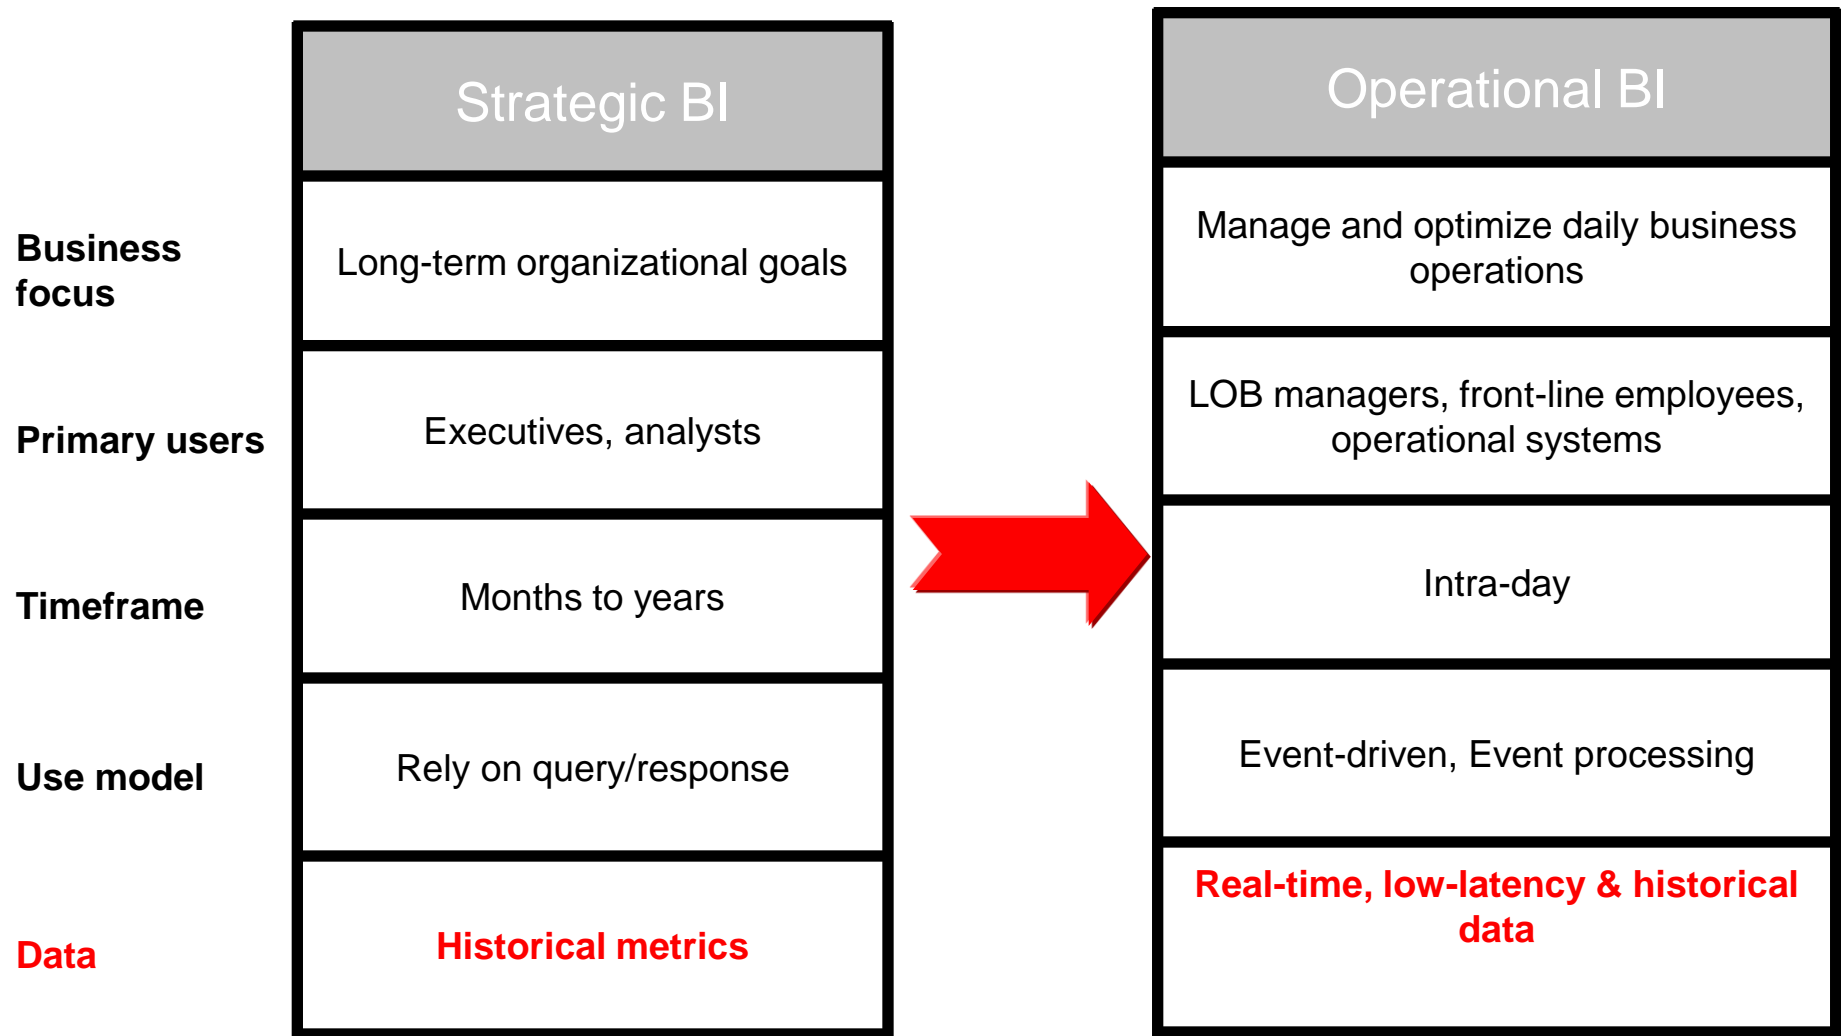 Strategic BI
Operational BI
Business
focus
Long-term organizational goals
Manage and optimize daily business
operations
Primary users
Executives, analysts
LOB managers, front-line employees,
operational systems
Timeframe
Months to years
Intra-day
Use model
Rely on query/response
Event-driven, Event processing
Data
Historical metrics
Real-time, low-latency & historical
data